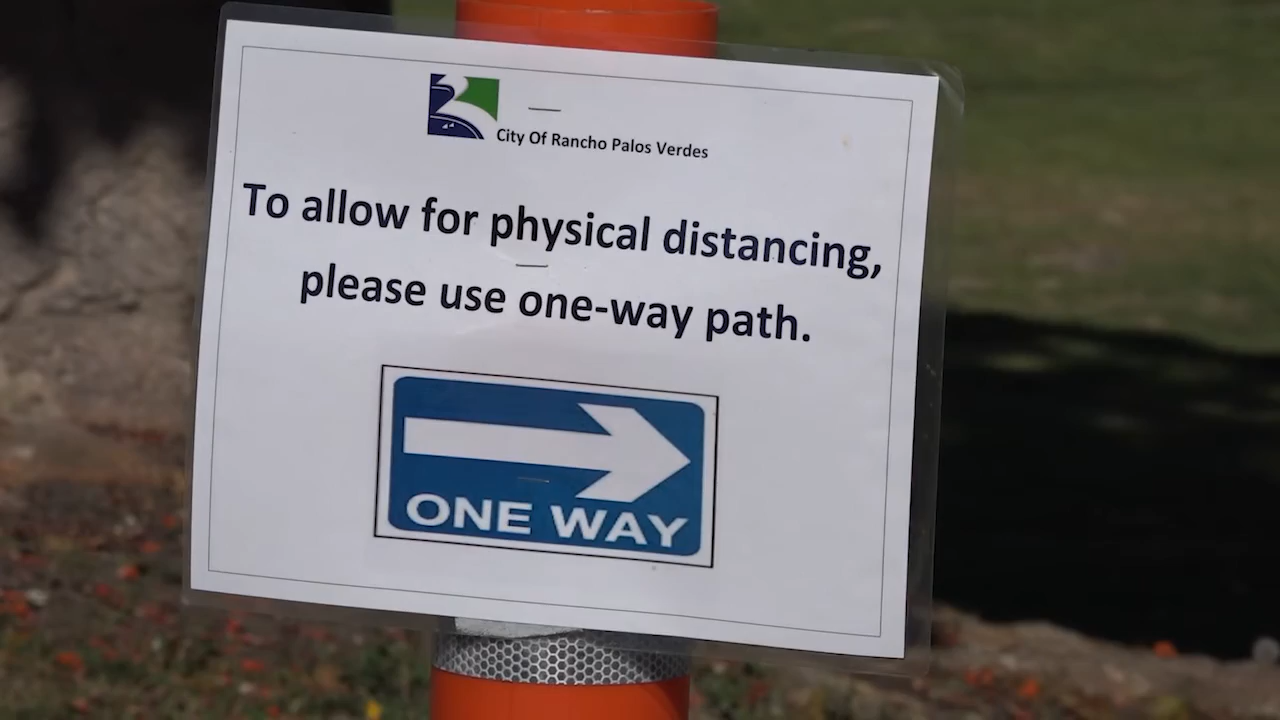 City Of Rancho Palos Verdes
To allow for physical distancing,
please use one-way path.
ONE WAY